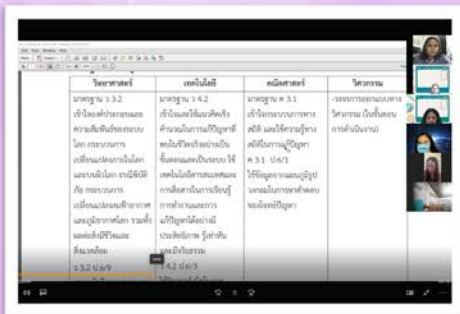 วิทยาศาสตร์
เทคโนโลยี
คณิตศาสตร์
วิศวกรรม
มาตรฐาน ว 3.2
เข้าใจองค์ประกอบและ
ความสัมพันธ์ของระบบ
โลก กระบวนการ
เปลี่ยนแปลงภายในโลก
และบนผิวโลก ธรณีพิบัติ
ภัย กระบวนการ
เปลี่ยนแปลงลมฟ้าอากาศ
และภูมิอากาศโลก รวมทั้ง
ผลต่อสิ่งมีชีวิตและ
สิ่งแวดล้อม
ว 3.2 ป.6/9
มาตรฐาน ว 4.2
เข้าใจและใช้แนวคิดเชิง
คำนวณในการแก้ปัญหาที่
พบในชีวิตจริงอย่างเป็น
ขั้นตอนและเป็นระบบ ใช้
เทคโนโลยีสารสนเทศและ
การสื่อสารในการเรียนรู้
การทำงานและการ
แก้ปัญหาได้อย่างมี
ประสิทธิภาพ รู้เท่าทัน
และมีจริยธรรม
ว 4.2 ป.6/3
มาตรฐาน ค 3.1
เข้าใจกระบวนการทาง
สถิติ และใช้ความรู้ทาง
สถิติในการแก้ปัญหา
ค 3.1 ป.6/1
ใช้ข้อมูลจากแผนภูมิรูป
วงกลมในการหาคำตอบ
ของโจทย์ปัญหา
-วงจรการออกแบบทาง
วิศวกรรม (ในขั้นตอน
การดำเนินงาน)